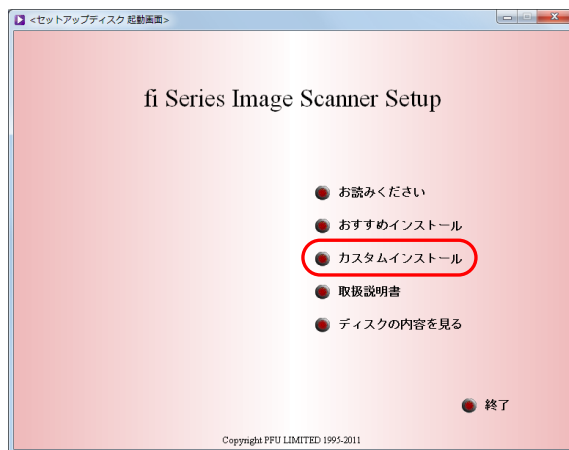 <セットアップディスク 起動画面>
fi Series Image Scanner Setup
お読みください
おすすめインストール
カスタムインストール
取扱説明書
ディスクの内容を見る
終了
Copyright PFU LIMITED 1995-2011